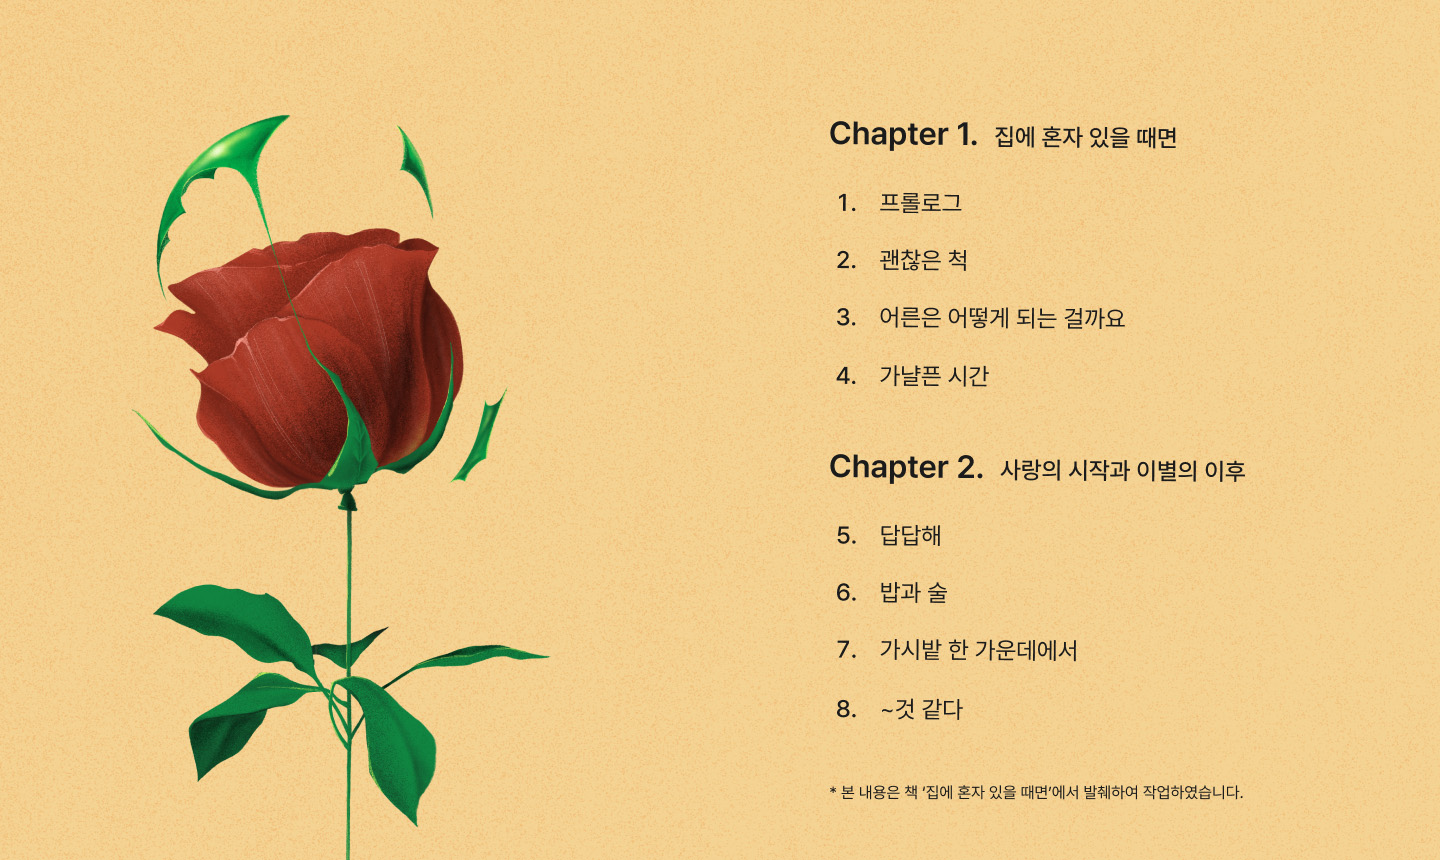 Chapter 1. 집에 혼자 있을 때면
1. 프롤로그
2. 괜찮은 척
3. 어른은 어떻게 되는 걸까요
4. 가냘픈 시간
Chapter 2. 사랑의 시작과 이별의 이후
5. 답답해
6. 밥과 술
7. 가시밭 한 가운데에서
8. ~것 같다
* 본 내용은 책 ‘집에 혼자 있을 때면’에서 발췌하여 작업하였습니다.